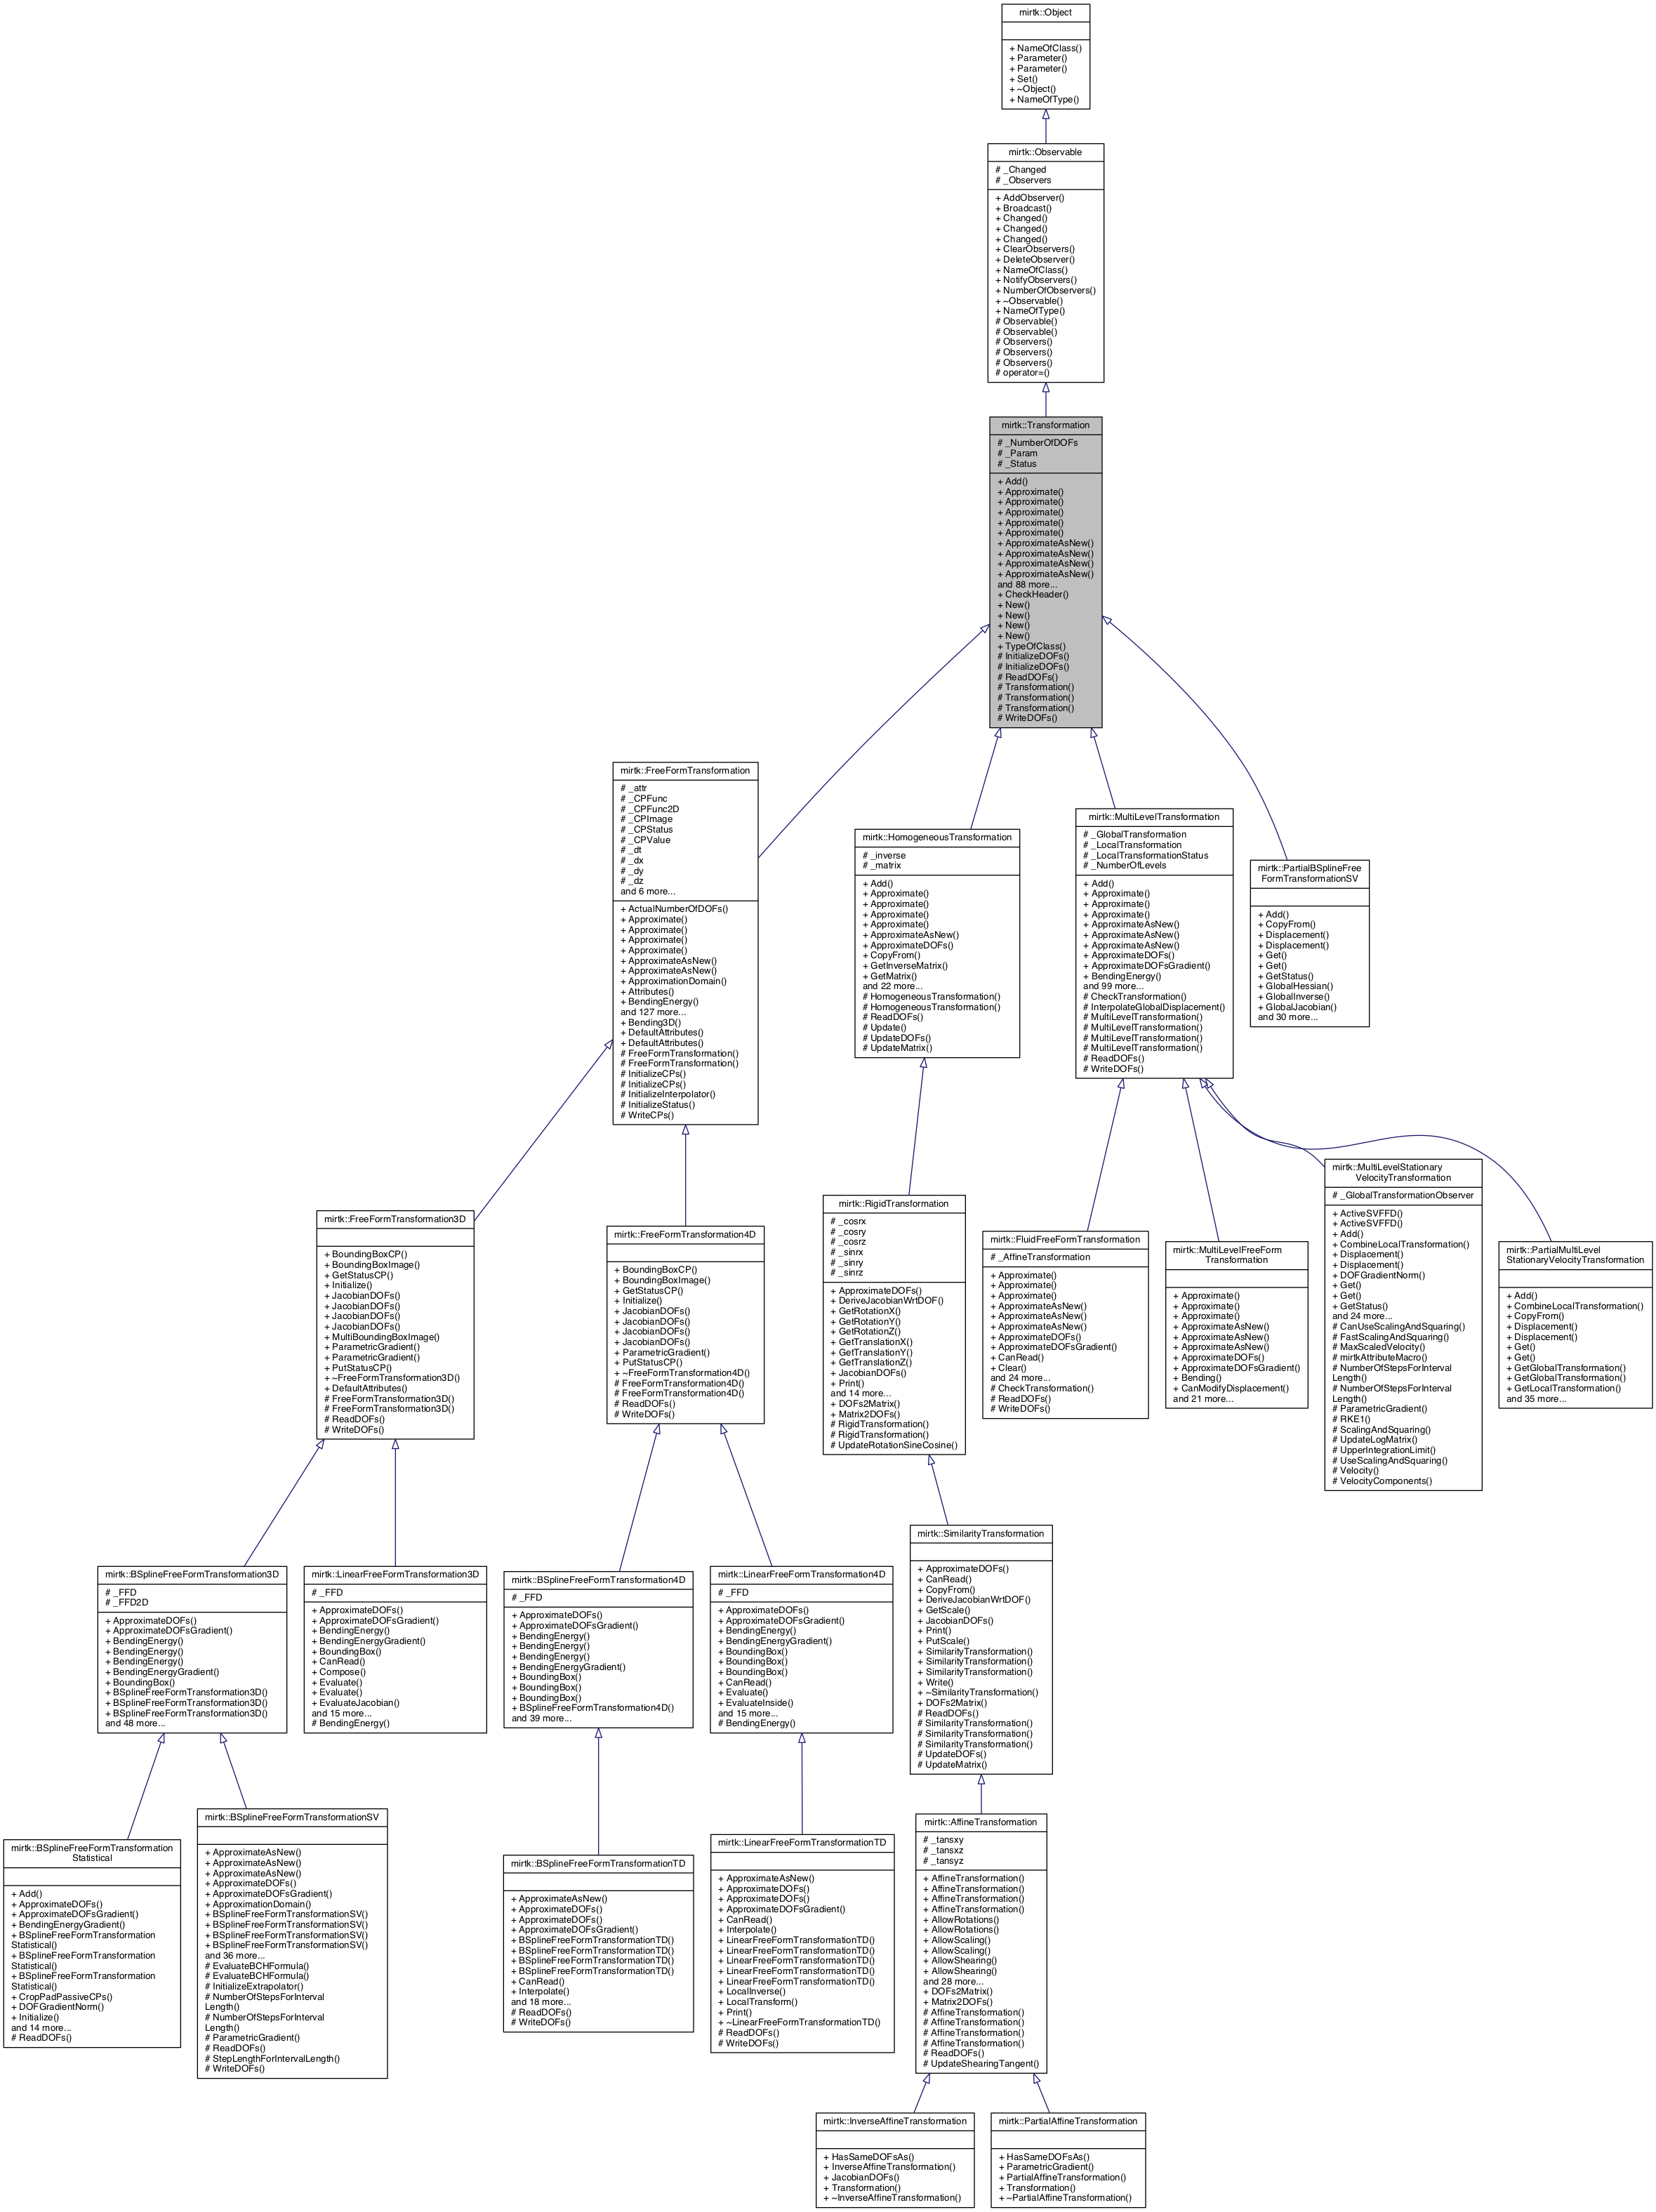 mirtk::Object
+ NameOfClass()
+ Parameter()
+ Parameter()
+ Set()
+ ~Object()
+ NameOfType()
mirtk::Observable
# _Changed
# _Observers
+ AddObserver()
+ Broadcast()
+ Changed()
+ Changed()
+ Changed()
+ ClearObservers()
+ DeleteObserver()
+ NameOfClass()
+ NotifyObservers()
+ NumberOfObservers()
+ ~Observable()
+ NameOfType()
# Observable()
# Observable()
# Observers()
# Observers()
# Observers()
# operator=()
mirtk::Transformation
# _NumberOfDOFs
# _Param
# _Status
+ Add()
+ Approximate()
+ Approximate()
+ Approximate()
+ Approximate()
+ Approximate()
+ ApproximateAsNew()
+ ApproximateAsNew()
+ ApproximateAsNew()
+ ApproximateAsNew()
and 88 more...
+ CheckHeader()
+ New()
+ New()
+ New()
+ New()
+ TypeOfClass()
# InitializeDOFs()
# InitializeDOFs()
# ReadDOFs()
# Transformation()
# Transformation()
# Transformation()
# WriteDOFs()
mirtk::FreeFormTransformation
# _attr
# _CPFunc
# _CPFunc2D
# _CPImage
# _CPStatus
# _CPValue
# _dt
# _dx
# _dy
# _dz
and 6 more...
+ ActualNumberOfDOFs()
+ Approximate()
+ Approximate()
+ Approximate()
+ Approximate()
+ ApproximateAsNew()
+ ApproximateAsNew()
+ ApproximationDomain()
+ Attributes()
+ BendingEnergy()
and 127 more...
+ Bending3D()
+ DefaultAttributes()
+ DefaultAttributes()
# FreeFormTransformation()
# FreeFormTransformation()
# InitializeCPs()
# InitializeCPs()
# InitializeInterpolator()
# InitializeStatus()
# WriteCPs()
mirtk::HomogeneousTransformation
# _inverse
# _matrix
+ Add()
+ Approximate()
+ Approximate()
+ Approximate()
+ Approximate()
+ ApproximateAsNew()
+ ApproximateDOFs()
+ CopyFrom()
+ GetInverseMatrix()
+ GetMatrix()
and 22 more...
# HomogeneousTransformation()
# HomogeneousTransformation()
# ReadDOFs()
# Update()
# UpdateDOFs()
# UpdateMatrix()
mirtk::MultiLevelTransformation
# _GlobalTransformation
# _LocalTransformation
# _LocalTransformationStatus
# _NumberOfLevels
+ Add()
+ Approximate()
+ Approximate()
+ Approximate()
+ ApproximateAsNew()
+ ApproximateAsNew()
+ ApproximateAsNew()
+ ApproximateDOFs()
+ ApproximateDOFsGradient()
+ BendingEnergy()
and 99 more...
# CheckTransformation()
# InterpolateGlobalDisplacement()
# MultiLevelTransformation()
# MultiLevelTransformation()
# MultiLevelTransformation()
# ReadDOFs()
# WriteDOFs()
mirtk::PartialBSplineFree
FormTransformationSV
+ Add()
+ CopyFrom()
+ Displacement()
+ Displacement()
+ Get()
+ Get()
+ GetStatus()
+ GlobalHessian()
+ GlobalInverse()
+ GlobalJacobian()
and 30 more...
mirtk::FreeFormTransformation3D
+ BoundingBoxCP()
+ BoundingBoxImage()
+ GetStatusCP()
+ Initialize()
+ JacobianDOFs()
+ JacobianDOFs()
+ JacobianDOFs()
+ JacobianDOFs()
+ MultiBoundingBoxImage()
+ ParametricGradient()
+ ParametricGradient()
+ PutStatusCP()
+ ~FreeFormTransformation3D()
+ DefaultAttributes()
# FreeFormTransformation3D()
# FreeFormTransformation3D()
# ReadDOFs()
# WriteDOFs()
mirtk::FreeFormTransformation4D
+ BoundingBoxCP()
+ BoundingBoxImage()
+ GetStatusCP()
+ Initialize()
+ JacobianDOFs()
+ JacobianDOFs()
+ JacobianDOFs()
+ JacobianDOFs()
+ ParametricGradient()
+ PutStatusCP()
+ ~FreeFormTransformation4D()
# FreeFormTransformation4D()
# FreeFormTransformation4D()
# ReadDOFs()
# WriteDOFs()
mirtk::RigidTransformation
# _cosrx
# _cosry
# _cosrz
# _sinrx
# _sinry
# _sinrz
+ ApproximateDOFs()
+ DeriveJacobianWrtDOF()
+ GetRotationX()
+ GetRotationY()
+ GetRotationZ()
+ GetTranslationX()
+ GetTranslationY()
+ GetTranslationZ()
+ JacobianDOFs()
+ Print()
and 14 more...
+ DOFs2Matrix()
+ Matrix2DOFs()
# RigidTransformation()
# RigidTransformation()
# UpdateRotationSineCosine()
mirtk::FluidFreeFormTransformation
# _AffineTransformation
+ Approximate()
+ Approximate()
+ Approximate()
+ ApproximateAsNew()
+ ApproximateAsNew()
+ ApproximateAsNew()
+ ApproximateDOFs()
+ ApproximateDOFsGradient()
+ CanRead()
+ Clear()
and 24 more...
# CheckTransformation()
# ReadDOFs()
# WriteDOFs()
mirtk::MultiLevelFreeForm
Transformation
+ Approximate()
+ Approximate()
+ Approximate()
+ ApproximateAsNew()
+ ApproximateAsNew()
+ ApproximateAsNew()
+ ApproximateDOFs()
+ ApproximateDOFsGradient()
+ Bending()
+ CanModifyDisplacement()
and 21 more...
mirtk::MultiLevelStationary
VelocityTransformation
# _GlobalTransformationObserver
+ ActiveSVFFD()
+ ActiveSVFFD()
+ Add()
+ CombineLocalTransformation()
+ Displacement()
+ Displacement()
+ DOFGradientNorm()
+ Get()
+ Get()
+ GetStatus()
and 24 more...
# CanUseScalingAndSquaring()
# FastScalingAndSquaring()
# MaxScaledVelocity()
# mirtkAttributeMacro()
# NumberOfStepsForInterval
Length()
# NumberOfStepsForInterval
Length()
# ParametricGradient()
# RKE1()
# ScalingAndSquaring()
# UpdateLogMatrix()
# UpperIntegrationLimit()
# UseScalingAndSquaring()
# Velocity()
# VelocityComponents()
mirtk::PartialMultiLevel
StationaryVelocityTransformation
+ Add()
+ CombineLocalTransformation()
+ CopyFrom()
+ Displacement()
+ Displacement()
+ Get()
+ Get()
+ GetGlobalTransformation()
+ GetGlobalTransformation()
+ GetLocalTransformation()
and 35 more...
mirtk::BSplineFreeFormTransformation3D
# _FFD
# _FFD2D
+ ApproximateDOFs()
+ ApproximateDOFsGradient()
+ BendingEnergy()
+ BendingEnergy()
+ BendingEnergy()
+ BendingEnergyGradient()
+ BoundingBox()
+ BSplineFreeFormTransformation3D()
+ BSplineFreeFormTransformation3D()
+ BSplineFreeFormTransformation3D()
and 48 more...
mirtk::LinearFreeFormTransformation3D
# _FFD
+ ApproximateDOFs()
+ ApproximateDOFsGradient()
+ BendingEnergy()
+ BendingEnergyGradient()
+ BoundingBox()
+ CanRead()
+ Compose()
+ Evaluate()
+ Evaluate()
+ EvaluateJacobian()
and 15 more...
# BendingEnergy()
mirtk::BSplineFreeFormTransformation4D
# _FFD
+ ApproximateDOFs()
+ ApproximateDOFsGradient()
+ BendingEnergy()
+ BendingEnergy()
+ BendingEnergy()
+ BendingEnergyGradient()
+ BoundingBox()
+ BoundingBox()
+ BoundingBox()
+ BSplineFreeFormTransformation4D()
and 39 more...
mirtk::LinearFreeFormTransformation4D
# _FFD
+ ApproximateDOFs()
+ ApproximateDOFsGradient()
+ BendingEnergy()
+ BendingEnergyGradient()
+ BoundingBox()
+ BoundingBox()
+ BoundingBox()
+ CanRead()
+ Evaluate()
+ EvaluateInside()
and 15 more...
# BendingEnergy()
mirtk::SimilarityTransformation
+ ApproximateDOFs()
+ CanRead()
+ CopyFrom()
+ DeriveJacobianWrtDOF()
+ GetScale()
+ JacobianDOFs()
+ Print()
+ PutScale()
+ SimilarityTransformation()
+ SimilarityTransformation()
+ SimilarityTransformation()
+ Write()
+ ~SimilarityTransformation()
+ DOFs2Matrix()
# ReadDOFs()
# SimilarityTransformation()
# SimilarityTransformation()
# SimilarityTransformation()
# UpdateDOFs()
# UpdateMatrix()
mirtk::BSplineFreeFormTransformation
Statistical
+ Add()
+ ApproximateDOFs()
+ ApproximateDOFsGradient()
+ BendingEnergyGradient()
+ BSplineFreeFormTransformation
Statistical()
+ BSplineFreeFormTransformation
Statistical()
+ BSplineFreeFormTransformation
Statistical()
+ CropPadPassiveCPs()
+ DOFGradientNorm()
+ Initialize()
and 14 more...
# ReadDOFs()
mirtk::BSplineFreeFormTransformationSV
+ ApproximateAsNew()
+ ApproximateAsNew()
+ ApproximateAsNew()
+ ApproximateDOFs()
+ ApproximateDOFsGradient()
+ ApproximationDomain()
+ BSplineFreeFormTransformationSV()
+ BSplineFreeFormTransformationSV()
+ BSplineFreeFormTransformationSV()
+ BSplineFreeFormTransformationSV()
and 36 more...
# EvaluateBCHFormula()
# EvaluateBCHFormula()
# InitializeExtrapolator()
# NumberOfStepsForInterval
Length()
# NumberOfStepsForInterval
Length()
# ParametricGradient()
# ReadDOFs()
# StepLengthForIntervalLength()
# WriteDOFs()
mirtk::BSplineFreeFormTransformationTD
+ ApproximateAsNew()
+ ApproximateDOFs()
+ ApproximateDOFs()
+ ApproximateDOFsGradient()
+ BSplineFreeFormTransformationTD()
+ BSplineFreeFormTransformationTD()
+ BSplineFreeFormTransformationTD()
+ BSplineFreeFormTransformationTD()
+ CanRead()
+ Interpolate()
and 18 more...
# ReadDOFs()
# WriteDOFs()
mirtk::LinearFreeFormTransformationTD
+ ApproximateAsNew()
+ ApproximateDOFs()
+ ApproximateDOFs()
+ ApproximateDOFsGradient()
+ CanRead()
+ Interpolate()
+ LinearFreeFormTransformationTD()
+ LinearFreeFormTransformationTD()
+ LinearFreeFormTransformationTD()
+ LinearFreeFormTransformationTD()
+ LinearFreeFormTransformationTD()
+ LocalInverse()
+ LocalTransform()
+ Print()
+ ~LinearFreeFormTransformationTD()
# ReadDOFs()
# WriteDOFs()
mirtk::AffineTransformation
# _tansxy
# _tansxz
# _tansyz
+ AffineTransformation()
+ AffineTransformation()
+ AffineTransformation()
+ AffineTransformation()
+ AllowRotations()
+ AllowRotations()
+ AllowScaling()
+ AllowScaling()
+ AllowShearing()
+ AllowShearing()
and 28 more...
+ DOFs2Matrix()
+ Matrix2DOFs()
# AffineTransformation()
# AffineTransformation()
# AffineTransformation()
# AffineTransformation()
# ReadDOFs()
# UpdateShearingTangent()
mirtk::InverseAffineTransformation
+ HasSameDOFsAs()
+ InverseAffineTransformation()
+ JacobianDOFs()
+ Transformation()
+ ~InverseAffineTransformation()
mirtk::PartialAffineTransformation
+ HasSameDOFsAs()
+ ParametricGradient()
+ PartialAffineTransformation()
+ Transformation()
+ ~PartialAffineTransformation()